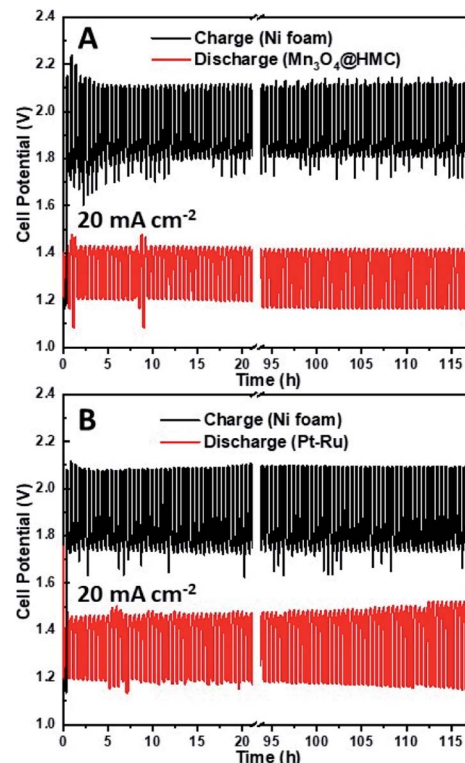 A
Charge (Ni foam)
Discharge (Mn₃O₄@HMC)
2.4
2.2
2.0
1.8
1.6
1.4
1.2
1.0
Cell Potential (V)
20 mA cm⁻²
0 5 10 15 20 95 100 105 110 115
Time (h)
B
Charge (Ni foam)
Discharge (Pt-Ru)
2.4
2.2
2.0
1.8
1.6
1.4
1.2
1.0
Cell Potential (V)
20 mA cm⁻²
0 5 10 15 20 95 100 105 110 115
Time (h)